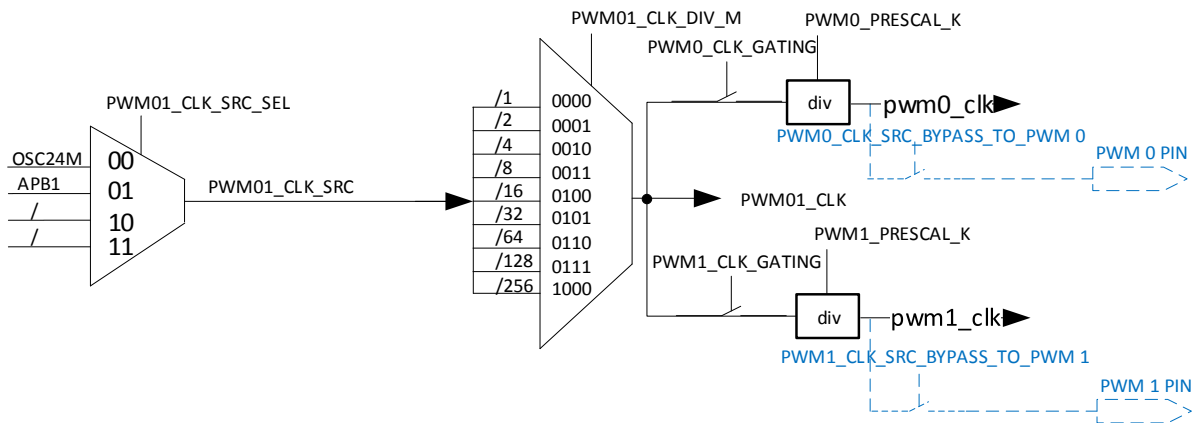 PWM01_CLK_DIV_M
PWM0_PRESCAL_K
PWM0_CLK_GATING
PWM01_CLK_SRC_SEL
/1 0000
/2 0001
/4 0010
/8 0011
/16 0100
/32 0101
/64 0110
/128 0111
/256 1000
div
pwm0_clk
PWM0_CLK_SRC_BYPASS_TO_PWM 0
PWM 0 PIN
OSC24M 00
APB1 01
/ 10
/ 11
PWM01_CLK_SRC
PWM01_CLK
PWM1_PRESCAL_K
PWM1_CLK_GATING
div
pwm1_clk
PWM1_CLK_SRC_BYPASS_TO_PWM 1
PWM 1 PIN